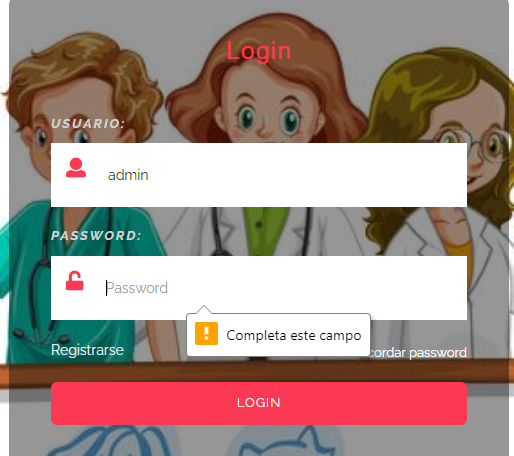 Login
USUARIO:
admin
PASSWORD:
Password
Completa este campo
Registrarse
cordar password
LOGIN